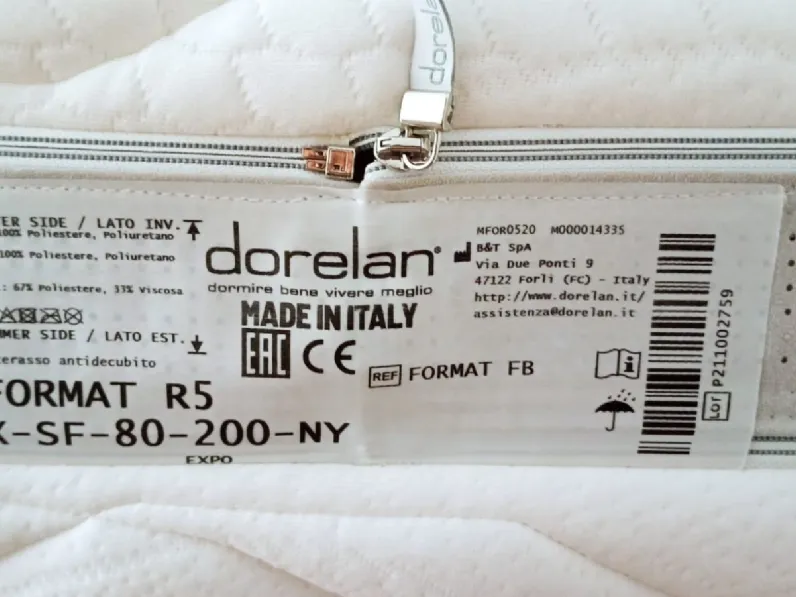 dorelan
ER SIDE / LATO INV.
100% Poliestere, Poliuretano
100% Poliestere, Poliuretano
: 67% Poliestere, 33% Viscosa
MER SIDE / LATO EST.
erasso antidecubito
FORMAT R5
X-SF-80-200-NY
EXPO
dorelan®
dormire bene vivere meglio
MADE IN ITALY
EAC CE
REF FORMAT FB
MFOR0520 M00001433S
B&T SpA
Via Due Ponti 9
47122 Forlì (FC) - Italy
http://www.dorelan.it/
assistenza@dorelan.it
LOT P211002759